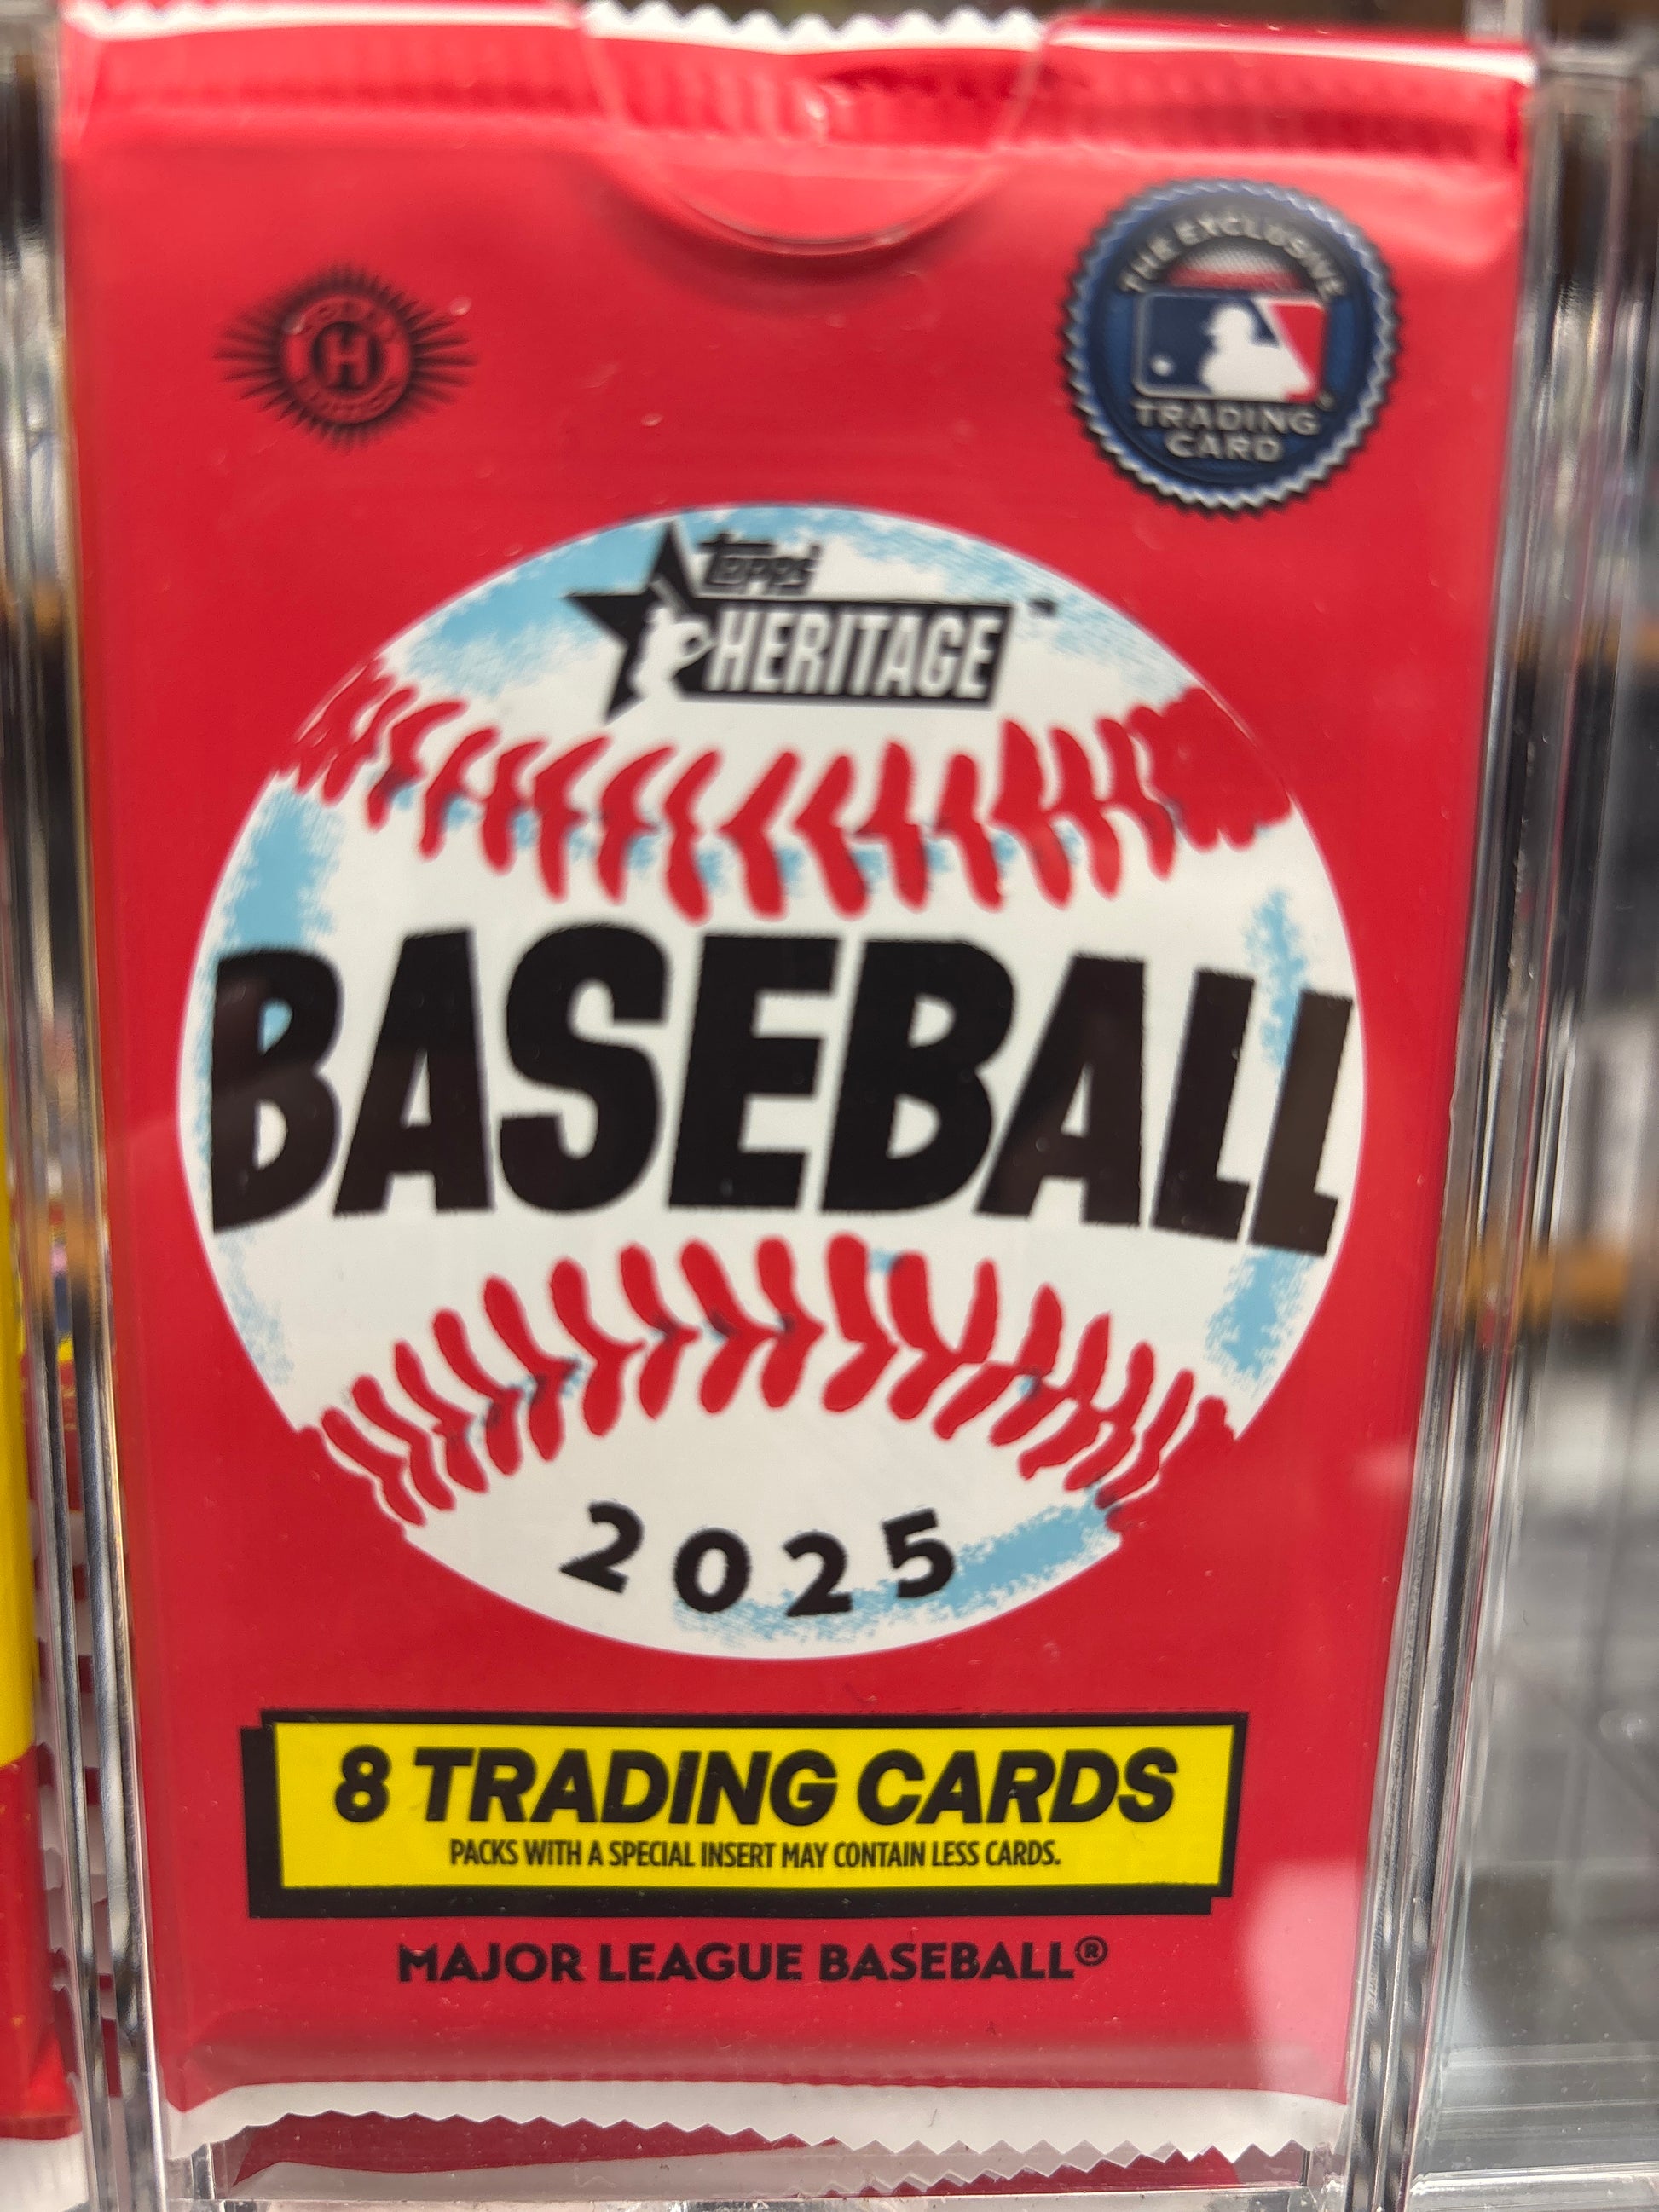 H
THE EXCLUSIVE
TRADING
CARD
TOPPS
HERITAGE™
BASEBALL
2025
8 TRADING CARDS
PACKS WITH A SPECIAL INSERT MAY CONTAIN LESS CARDS.
MAJOR LEAGUE BASEBALL®